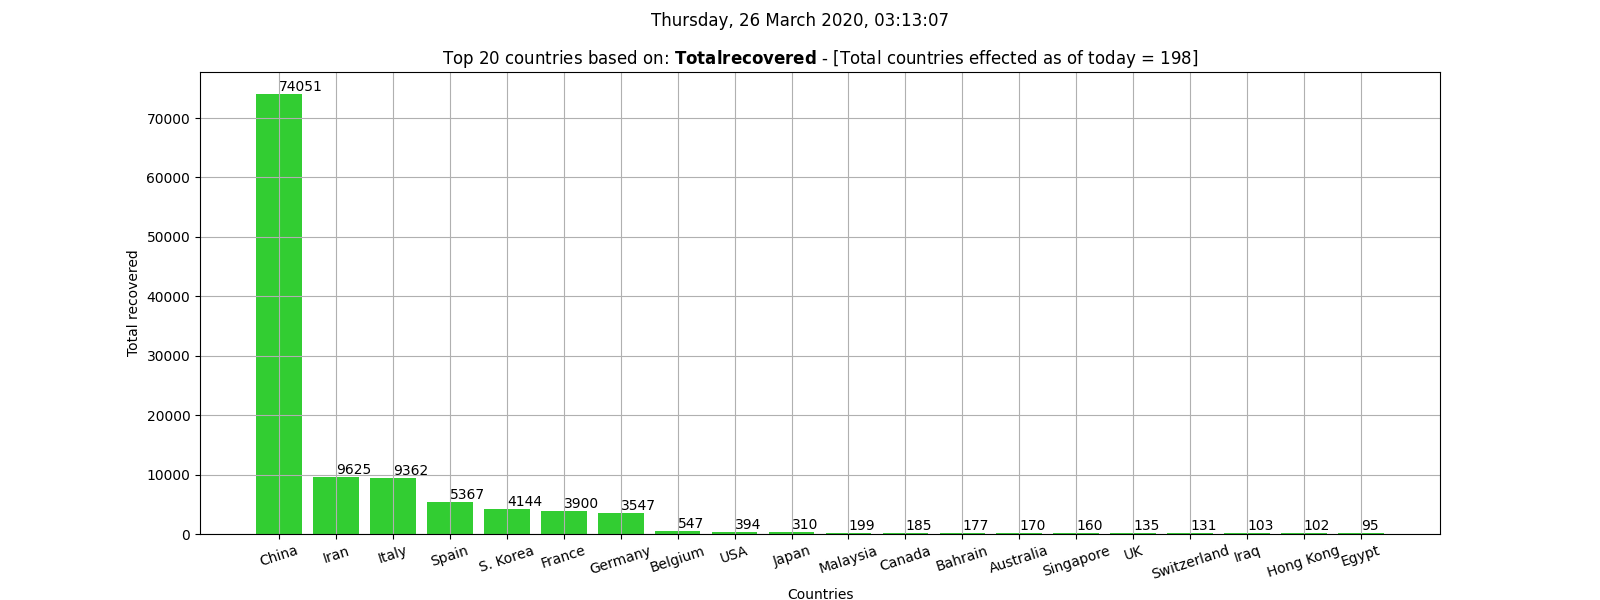 Thursday, 26 March 2020, 03:13:07
Top 20 countries based on: Totalrecovered - [Total countries effected as of today = 198]
Total recovered
70000
60000
50000
40000
30000
20000
10000
0
74051
9625
9362
5367
4144
3900
3547
547
394
310
199
185
177
170
160
135
131
103
102
95
China
Iran
Italy
Spain
S. Korea
France
Germany
Belgium
USA
Japan
Malaysia
Canada
Bahrain
Australia
Singapore
UK
Switzerland
Iraq
Hong Kong
Egypt
Countries